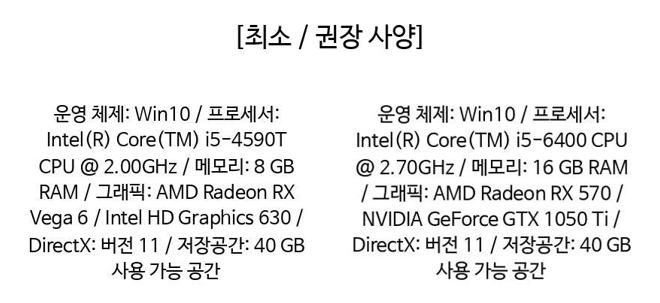 [최소 / 권장 사양]
운영 체제: Win10 / 프로세서:
Intel(R) Core(TM) i5-4590T
CPU @ 2.00GHz / 메모리: 8 GB
RAM / 그래픽: AMD Radeon RX
Vega 6 / Intel HD Graphics 630 /
DirectX: 버전 11 / 저장공간: 40 GB
사용 가능 공간
운영 체제: Win10 / 프로세서:
Intel(R) Core(TM) i5-6400 CPU
@ 2.70GHz / 메모리: 16 GB RAM
/ 그래픽: AMD Radeon RX 570 /
NVIDIA GeForce GTX 1050 Ti /
DirectX: 버전 11 / 저장공간: 40 GB
사용 가능 공간